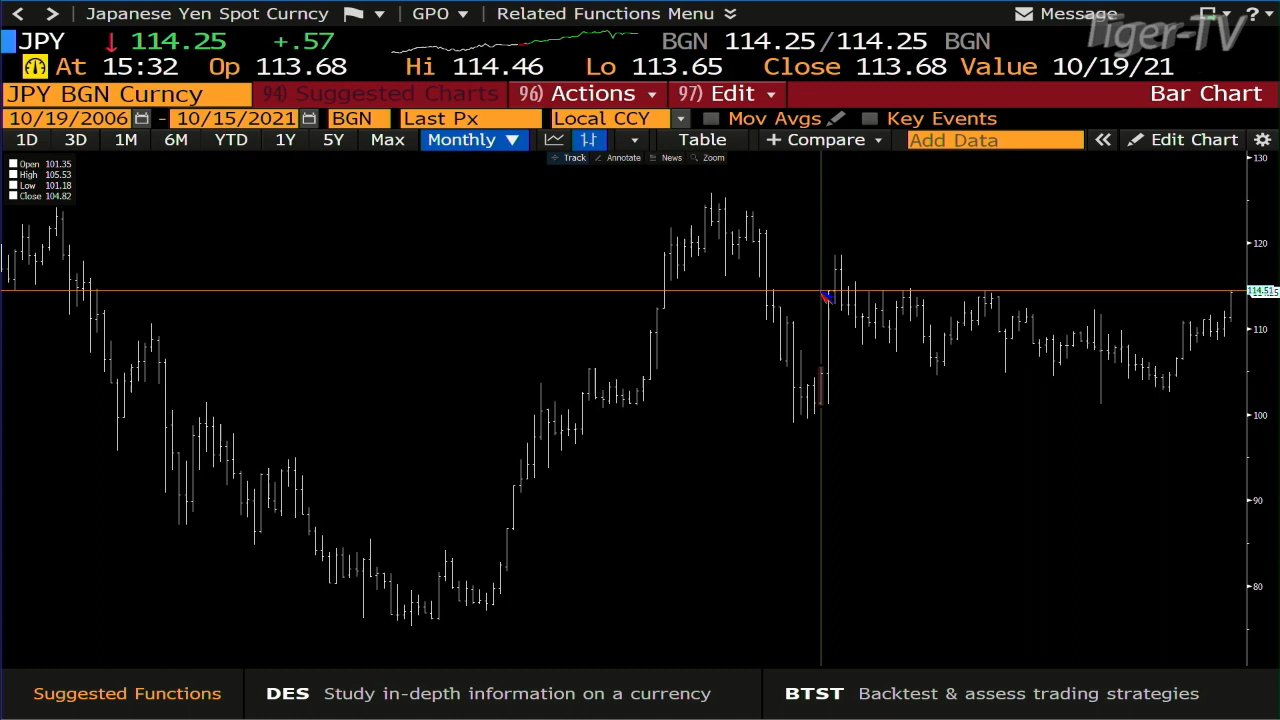 < > Japanese Yen Spot Curncy GPO Related Functions Menu Message ?
Tiger-TV
JPY ↓ 114.25 +.57 BGN 114.25/114.25 BGN
At 15:32 Op 113.68 Hi 114.46 Lo 113.65 Close 113.68 Value 10/19/21
JPY BGN Curncy 94) Suggested Charts 96) Actions 97) Edit Bar Chart
10/19/2006 - 10/15/2021 BGN Last Px Local CCY Mov Avgs Key Events
1D 3D 1M 6M YTD 1Y 5Y Max Monthly ▼ Table + Compare Add Data « Edit Chart
Track Annotate News Zoom
Open 101.35
High 105.53
Low 101.18
Close 104.82
130
120
114.51
110
100
90
80
Suggested Functions DES Study in-depth information on a currency BTST Backtest & assess trading strategies